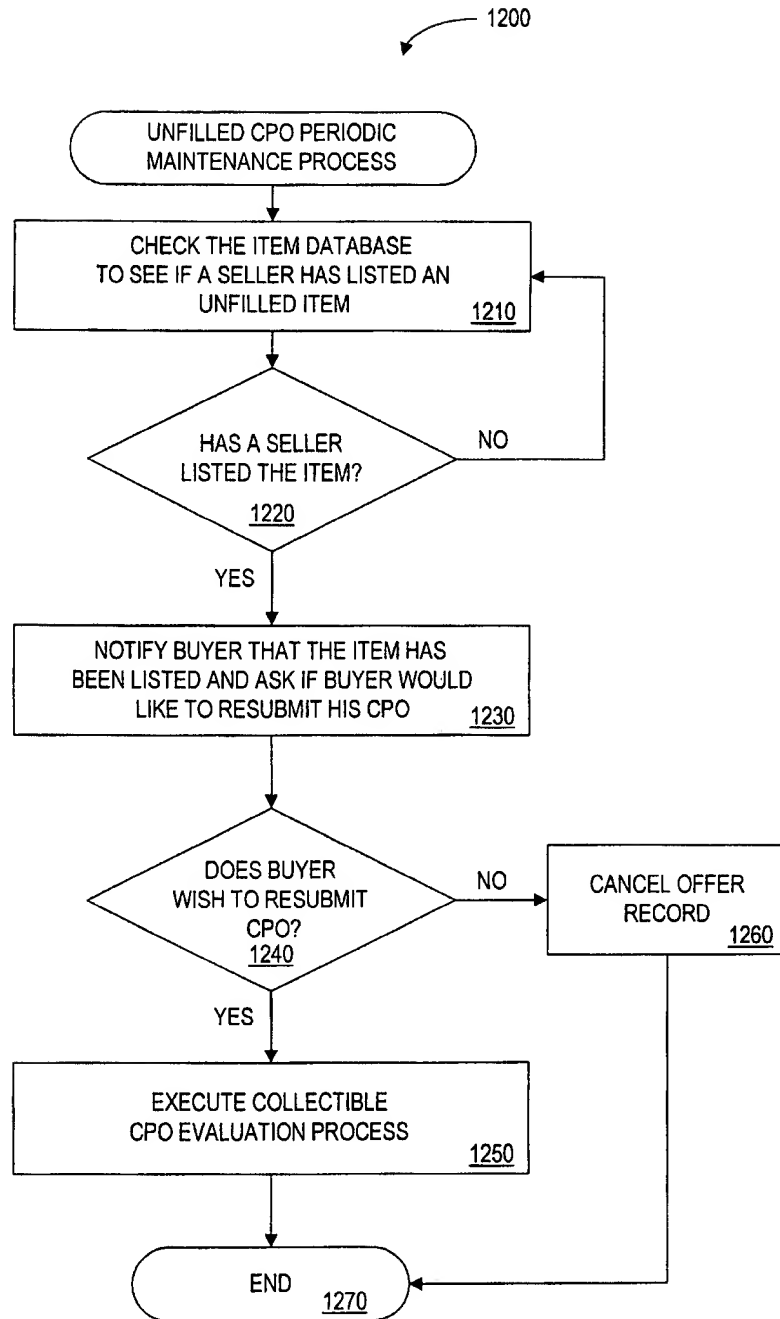 1200
UNFILLED CPO PERIODIC
MAINTENANCE PROCESS
CHECK THE ITEM DATABASE
TO SEE IF A SELLER HAS LISTED AN
UNFILLED ITEM
1210
HAS A SELLER
LISTED THE ITEM?
1220
NO
YES
NOTIFY BUYER THAT THE ITEM HAS
BEEN LISTED AND ASK IF BUYER WOULD
LIKE TO RESUBMIT HIS CPO
1230
DOES BUYER
WISH TO RESUBMIT
CPO?
1240
NO
CANCEL OFFER
RECORD
1260
YES
EXECUTE COLLECTIBLE
CPO EVALUATION PROCESS
1250
END
1270